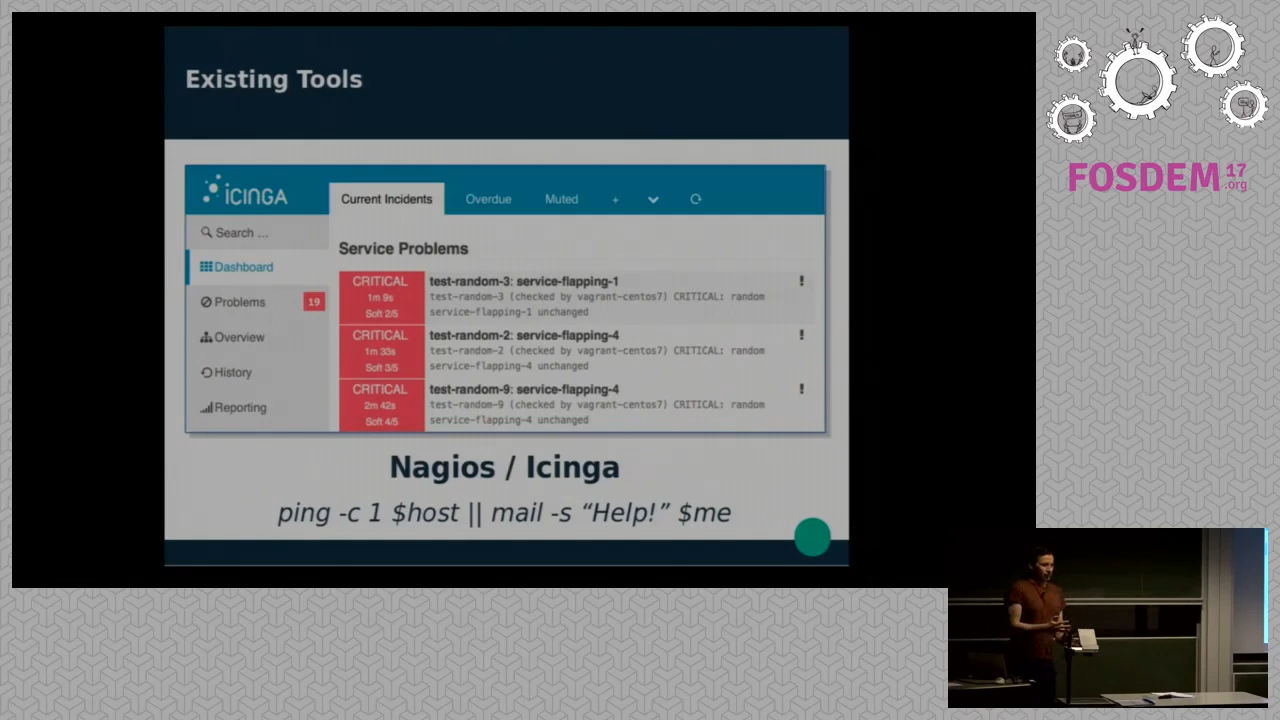 Existing Tools
iCINGA
Current Incidents
Overdue
Muted
+
Search ...
Dashboard
Problems
19
Overview
History
Reporting
Service Problems
CRITICAL
1m 9s
Soft 2/5
test-random-3: service-flapping-1
test-random-3 (checked by vagrant-centos7) CRITICAL: random
service-flapping-1 unchanged
!
CRITICAL
1m 33s
Soft 3/5
test-random-2: service-flapping-4
test-random-2 (checked by vagrant-centos7) CRITICAL: random
service-flapping-4 unchanged
!
CRITICAL
2m 42s
Soft 4/5
test-random-9: service-flapping-4
test-random-9 (checked by vagrant-centos7) CRITICAL: random
service-flapping-4 unchanged
!
Nagios / Icinga
ping -c 1 $host || mail -s “Help!” $me
FOSDEM 17
.org